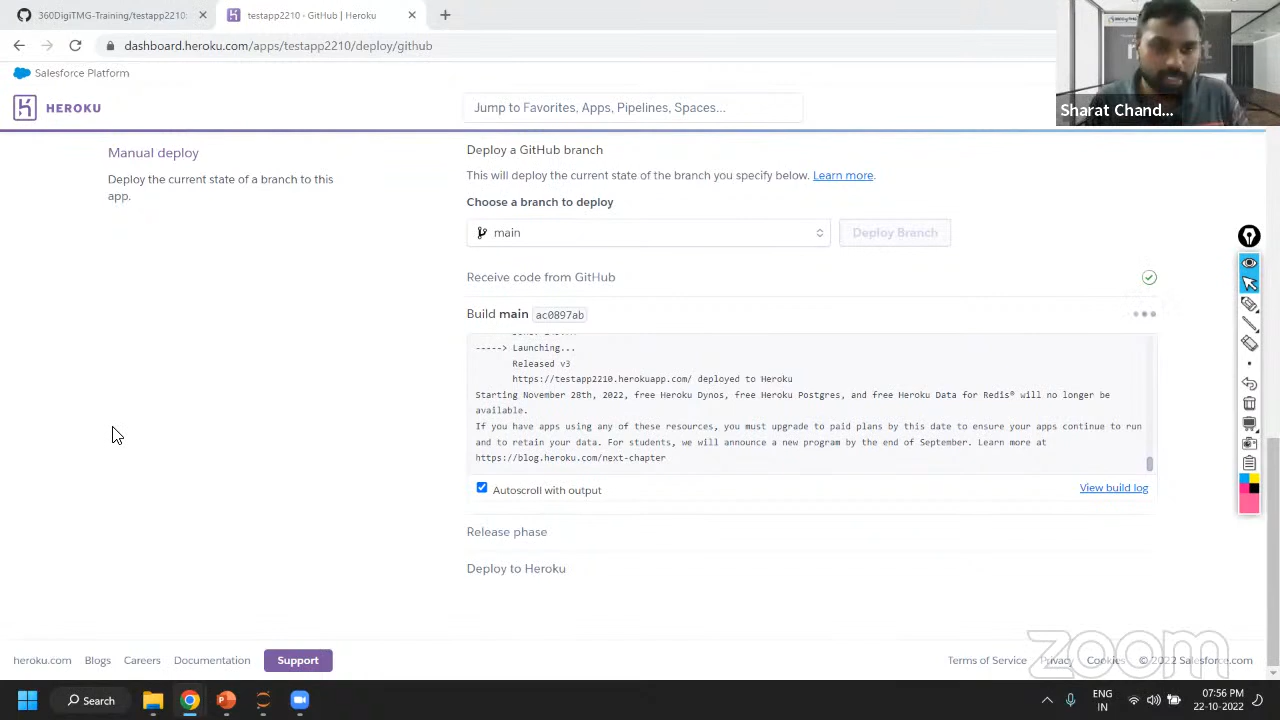 360DigiTMG-Training/testapp2210:
testapp2210 - GitHub | Heroku
dashboard.heroku.com/apps/testapp2210/deploy/github
Salesforce Platform
HEROKU
Jump to Favorites, Apps, Pipelines, Spaces...
Sharat Chand...
Manual deploy
Deploy the current state of a branch to this
app.
Deploy a GitHub branch
This will deploy the current state of the branch you specify below. Learn more.
Choose a branch to deploy
main
Deploy Branch
Receive code from GitHub
Build main ac0897ab
-----> Launching...
Released v3
https://testapp2210.herokuapp.com/ deployed to Heroku
Starting November 28th, 2022, free Heroku Dynos, free Heroku Postgres, and free Heroku Data for Redis® will no longer be
available.
If you have apps using any of these resources, you must upgrade to paid plans by this date to ensure your apps continue to run
and to retain your data. For students, we will announce a new program by the end of September. Learn more at
https://blog.heroku.com/next-chapter
Autoscroll with output
View build log
Release phase
Deploy to Heroku
zoom
heroku.com
Blogs
Careers
Documentation
Support
Terms of Service
Privacy
Cookies
© 2022 Salesforce.com
Search
ENG
IN
07:56 PM
22-10-2022